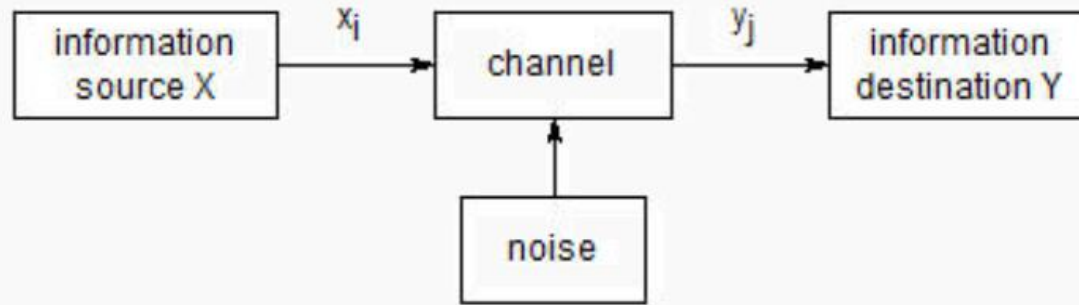 information
source X
xi
channel
yj
information
destination Y
noise